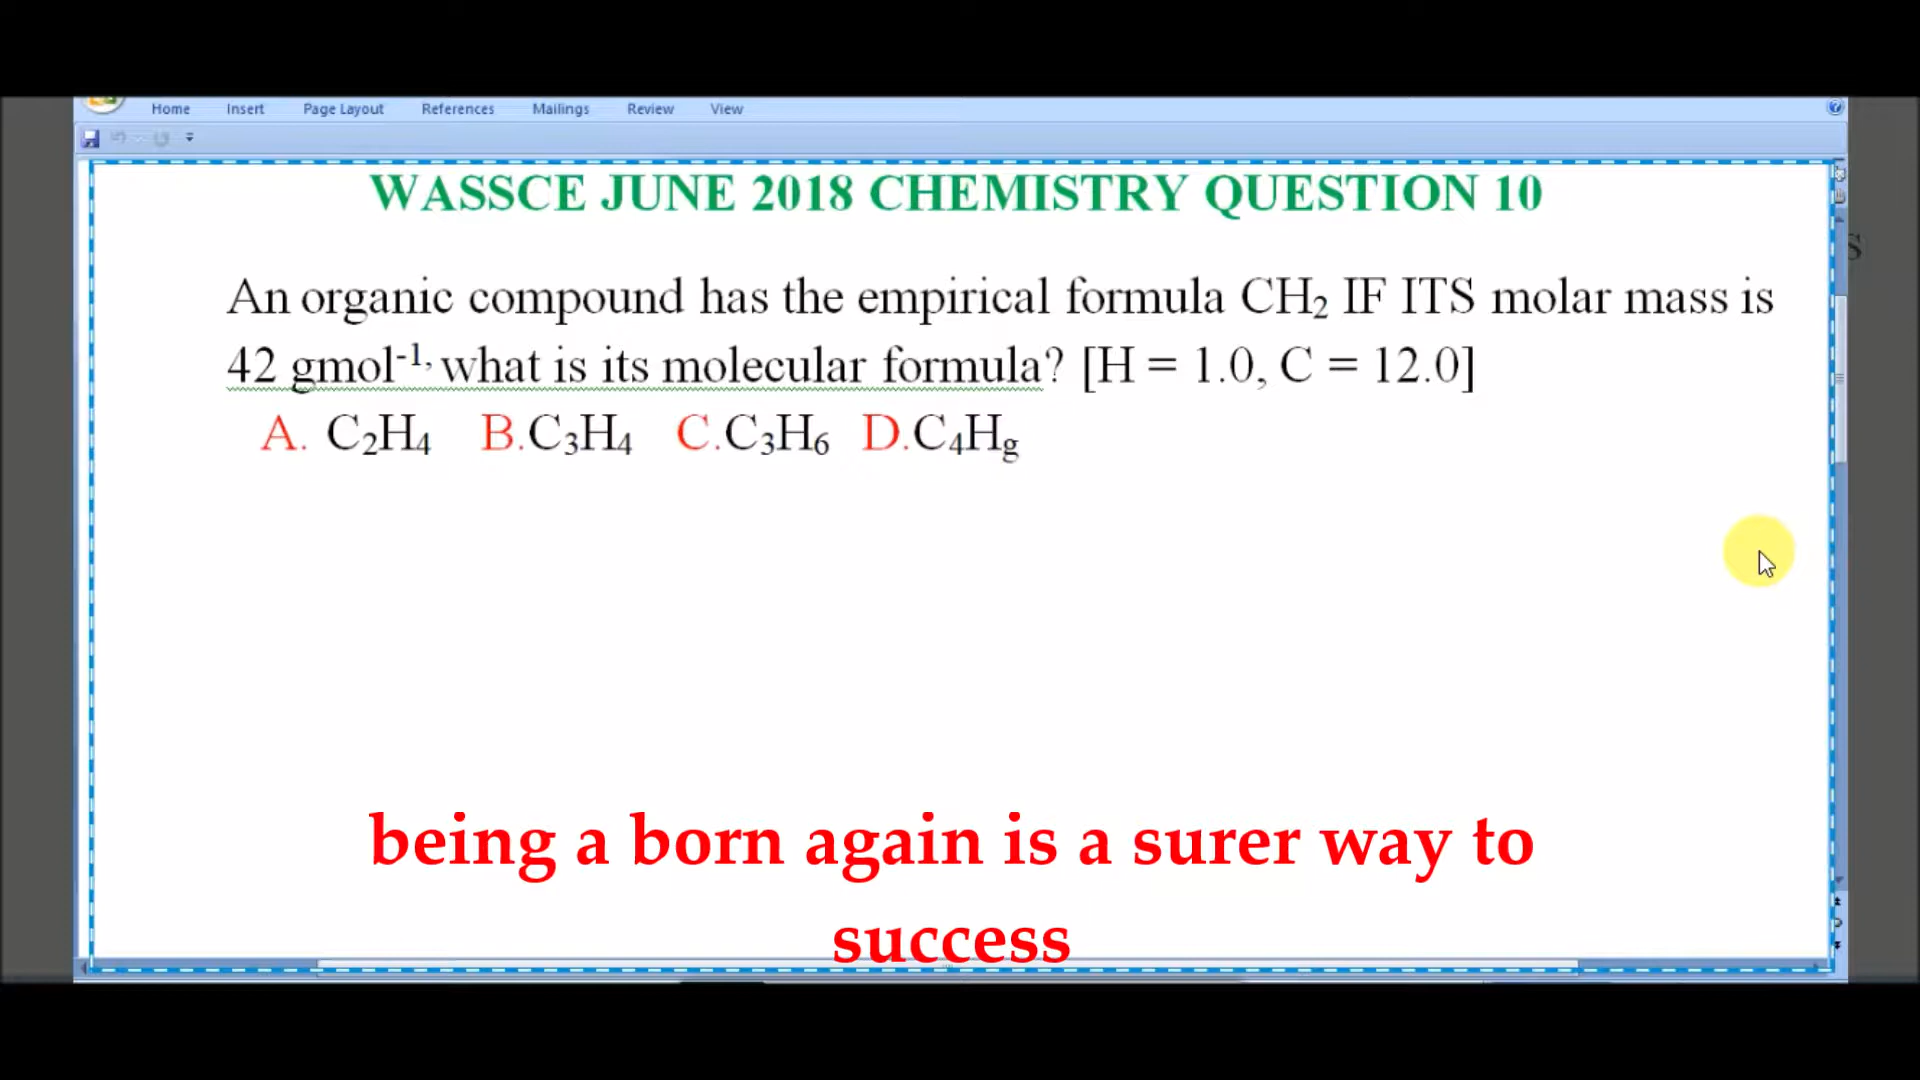 Home Insert Page Layout References Mailings Review View
WASSCE JUNE 2018 CHEMISTRY QUESTION 10
An organic compound has the empirical formula CH₂ IF ITS molar mass is
42 gmol⁻¹, what is its molecular formula? [H = 1.0, C = 12.0]
A. C₂H₄ B.C₃H₄ C.C₃H₆ D.C₄Hg
being a born again is a surer way to
success